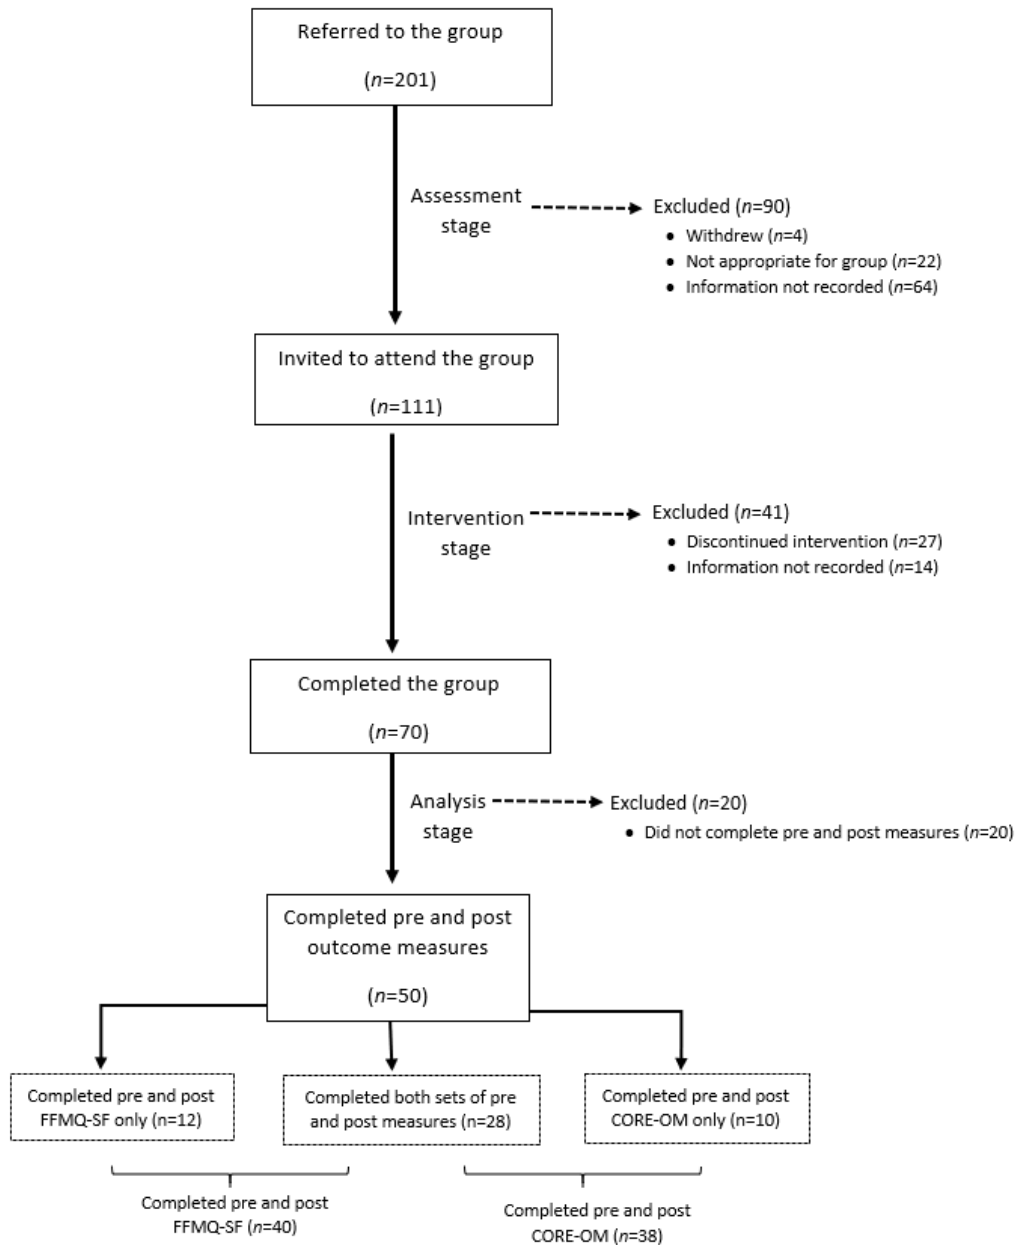 Referred to the group
(n=201)
Assessment
stage
Excluded (n=90)
• Withdrew (n=4)
• Not appropriate for group (n=22)
• Information not recorded (n=64)
Invited to attend the group
(n=111)
Intervention
stage
Excluded (n=41)
• Discontinued intervention (n=27)
• Information not recorded (n=14)
Completed the group
(n=70)
Analysis
stage
Excluded (n=20)
• Did not complete pre and post measures (n=20)
Completed pre and post
outcome measures
(n=50)
Completed pre and post
FFMQ-SF only (n=12)
Completed both sets of pre
and post measures (n=28)
Completed pre and post
CORE-OM only (n=10)
Completed pre and post
FFMQ-SF (n=40)
Completed pre and post
CORE-OM (n=38)